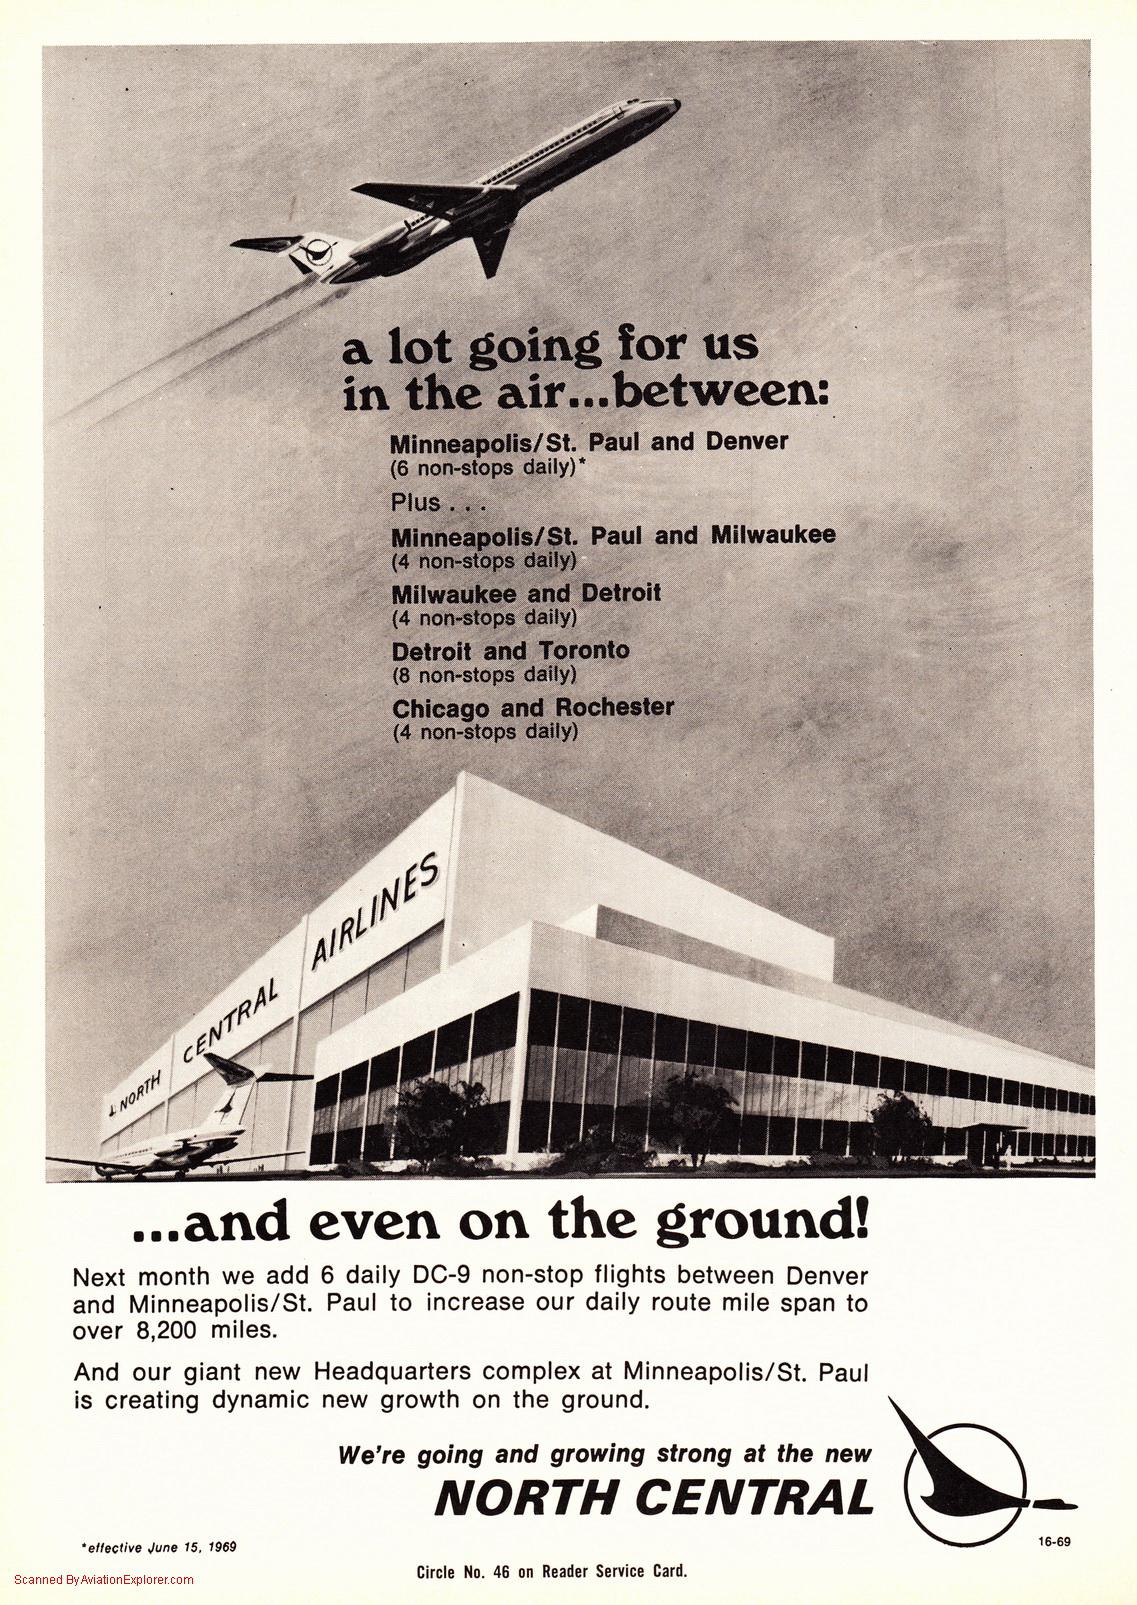 a lot going for us
in the air...between:
Minneapolis/St. Paul and Denver
(6 non-stops daily)*
Plus . . .
Minneapolis/St. Paul and Milwaukee
(4 non-stops daily)
Milwaukee and Detroit
(4 non-stops daily)
Detroit and Toronto
(8 non-stops daily)
Chicago and Rochester
(4 non-stops daily)
NORTH CENTRAL AIRLINES
...and even on the ground!
Next month we add 6 daily DC-9 non-stop flights between Denver
and Minneapolis/St. Paul to increase our daily route mile span to
over 8,200 miles.
And our giant new Headquarters complex at Minneapolis/St. Paul
is creating dynamic new growth on the ground.
We're going and growing strong at the new
NORTH CENTRAL
*effective June 15, 1969
16-69
Circle No. 46 on Reader Service Card.
Scanned By AviationExplorer.com